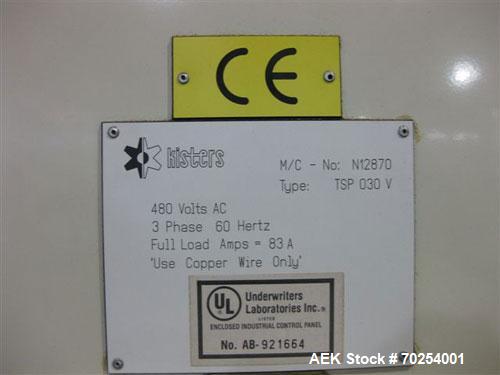 CE
kisters
M/C - No: N12870
Type: TSP 030 V
480 Volts AC
3 Phase 60 Hertz
Full Load Amps = 83 A
'Use Copper Wire Only'
UL
Underwriters
Laboratories Inc.
LISTED
ENCLOSED INDUSTRIAL CONTROL PANEL
No. AB-921664
AEK Stock # 70254001